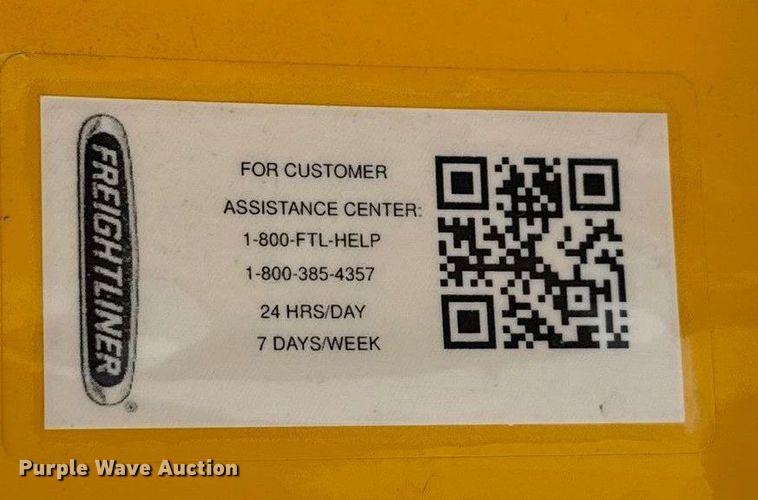 FREIGHTLINER
®
FOR CUSTOMER
ASSISTANCE CENTER:
1-800-FTL-HELP
1-800-385-4357
24 HRS/DAY
7 DAYS/WEEK
Purple Wave Auction